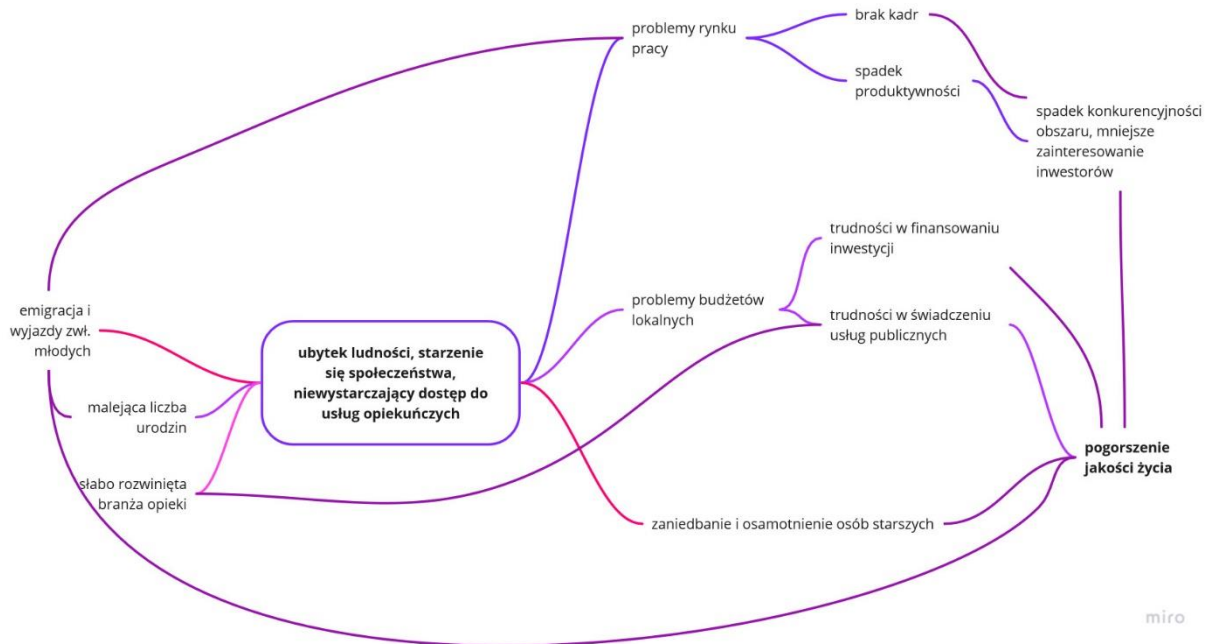 problemy rynku
pracy
brak kadr
spadek
produktywności
spadek konkurencyjności
obszaru, mniejsze
zainteresowanie
inwestorów
emigracja i
wyjazdy zwł.
młodych
malejąca liczba
urodzin
słabo rozwinięta
branża opieki
ubytek ludności, starzenie
się społeczeństwa,
niewystarczający dostęp do
usług opiekuńczych
problemy budżetów
lokalnych
trudności w finansowaniu
inwestycji
trudności w świadczeniu
usług publicznych
zaniedbanie i osamotnienie osób starszych
pogorszenie
jakości życia
miro